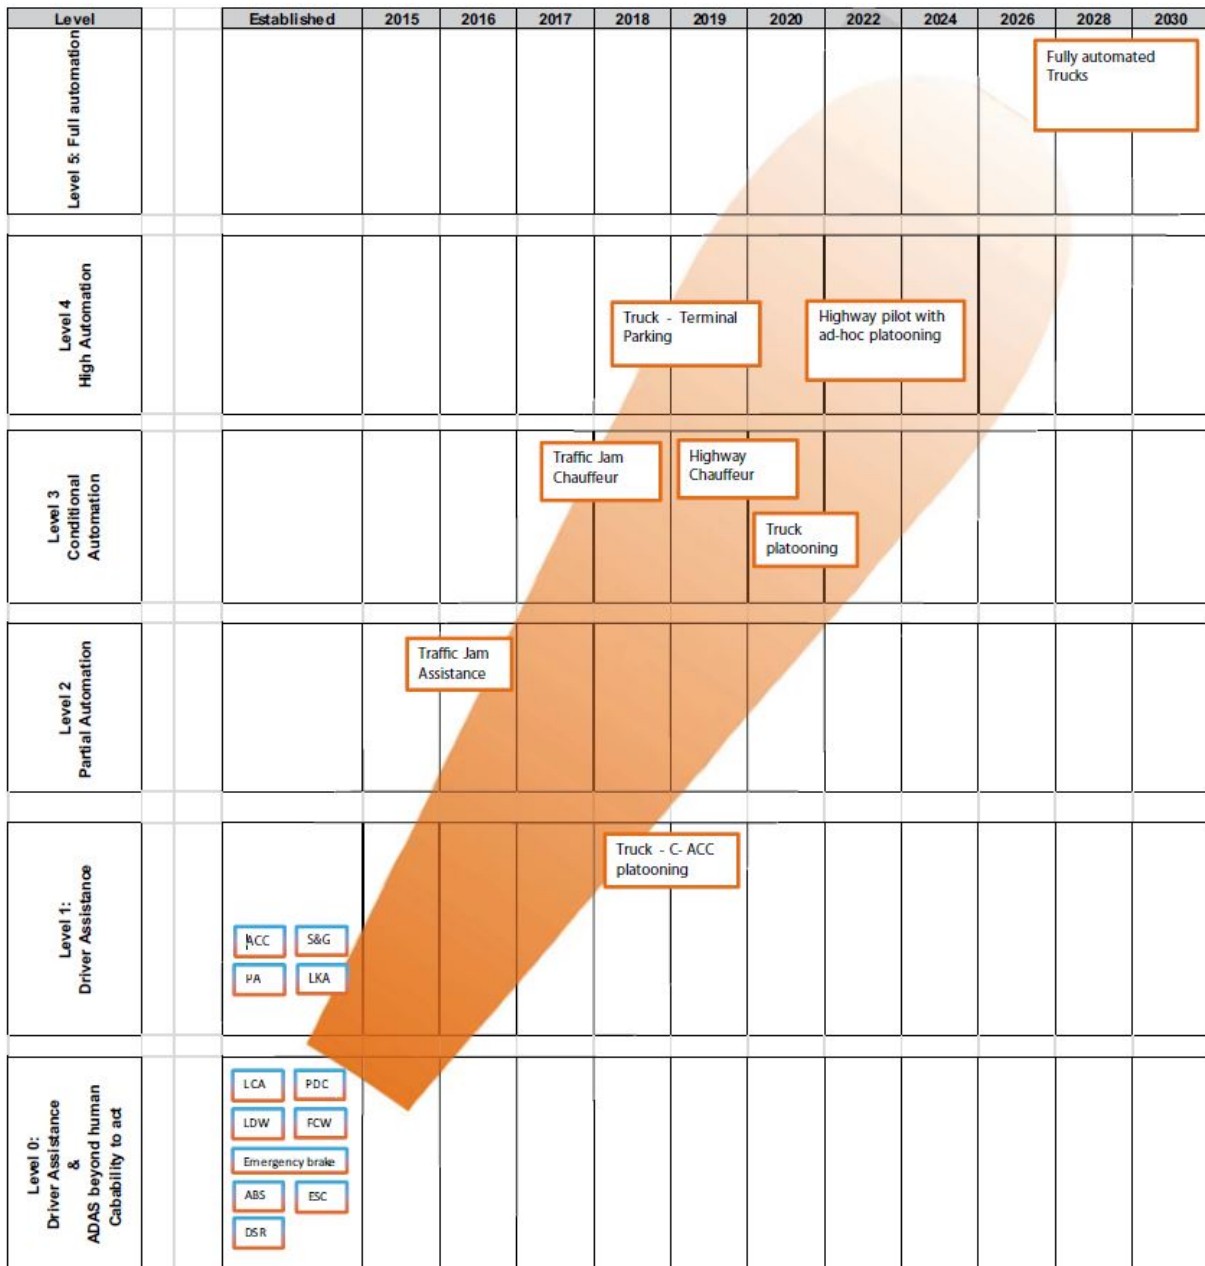 Level Established 2015 2016 2017 2018 2019 2020 2022 2024 2026 2028 2030
Level 5: Full automation
Fully automated
Trucks
Level 4
High Automation
Truck - Terminal
Parking
Highway pilot with
ad-hoc platooning
Level 3
Conditional
Automation
Traffic Jam
Chauffeur
Highway
Chauffeur
Truck
platooning
Level 2
Partial Automation
Traffic Jam
Assistance
Level 1:
Driver Assistance
Truck - C- ACC
platooning
ACC S&G
PA LKA
Level 0:
Driver Assistance
&
ADAS beyond human
Cabability to act
LCA PDC
LDW FCW
Emergency brake
ABS ESC
DSR